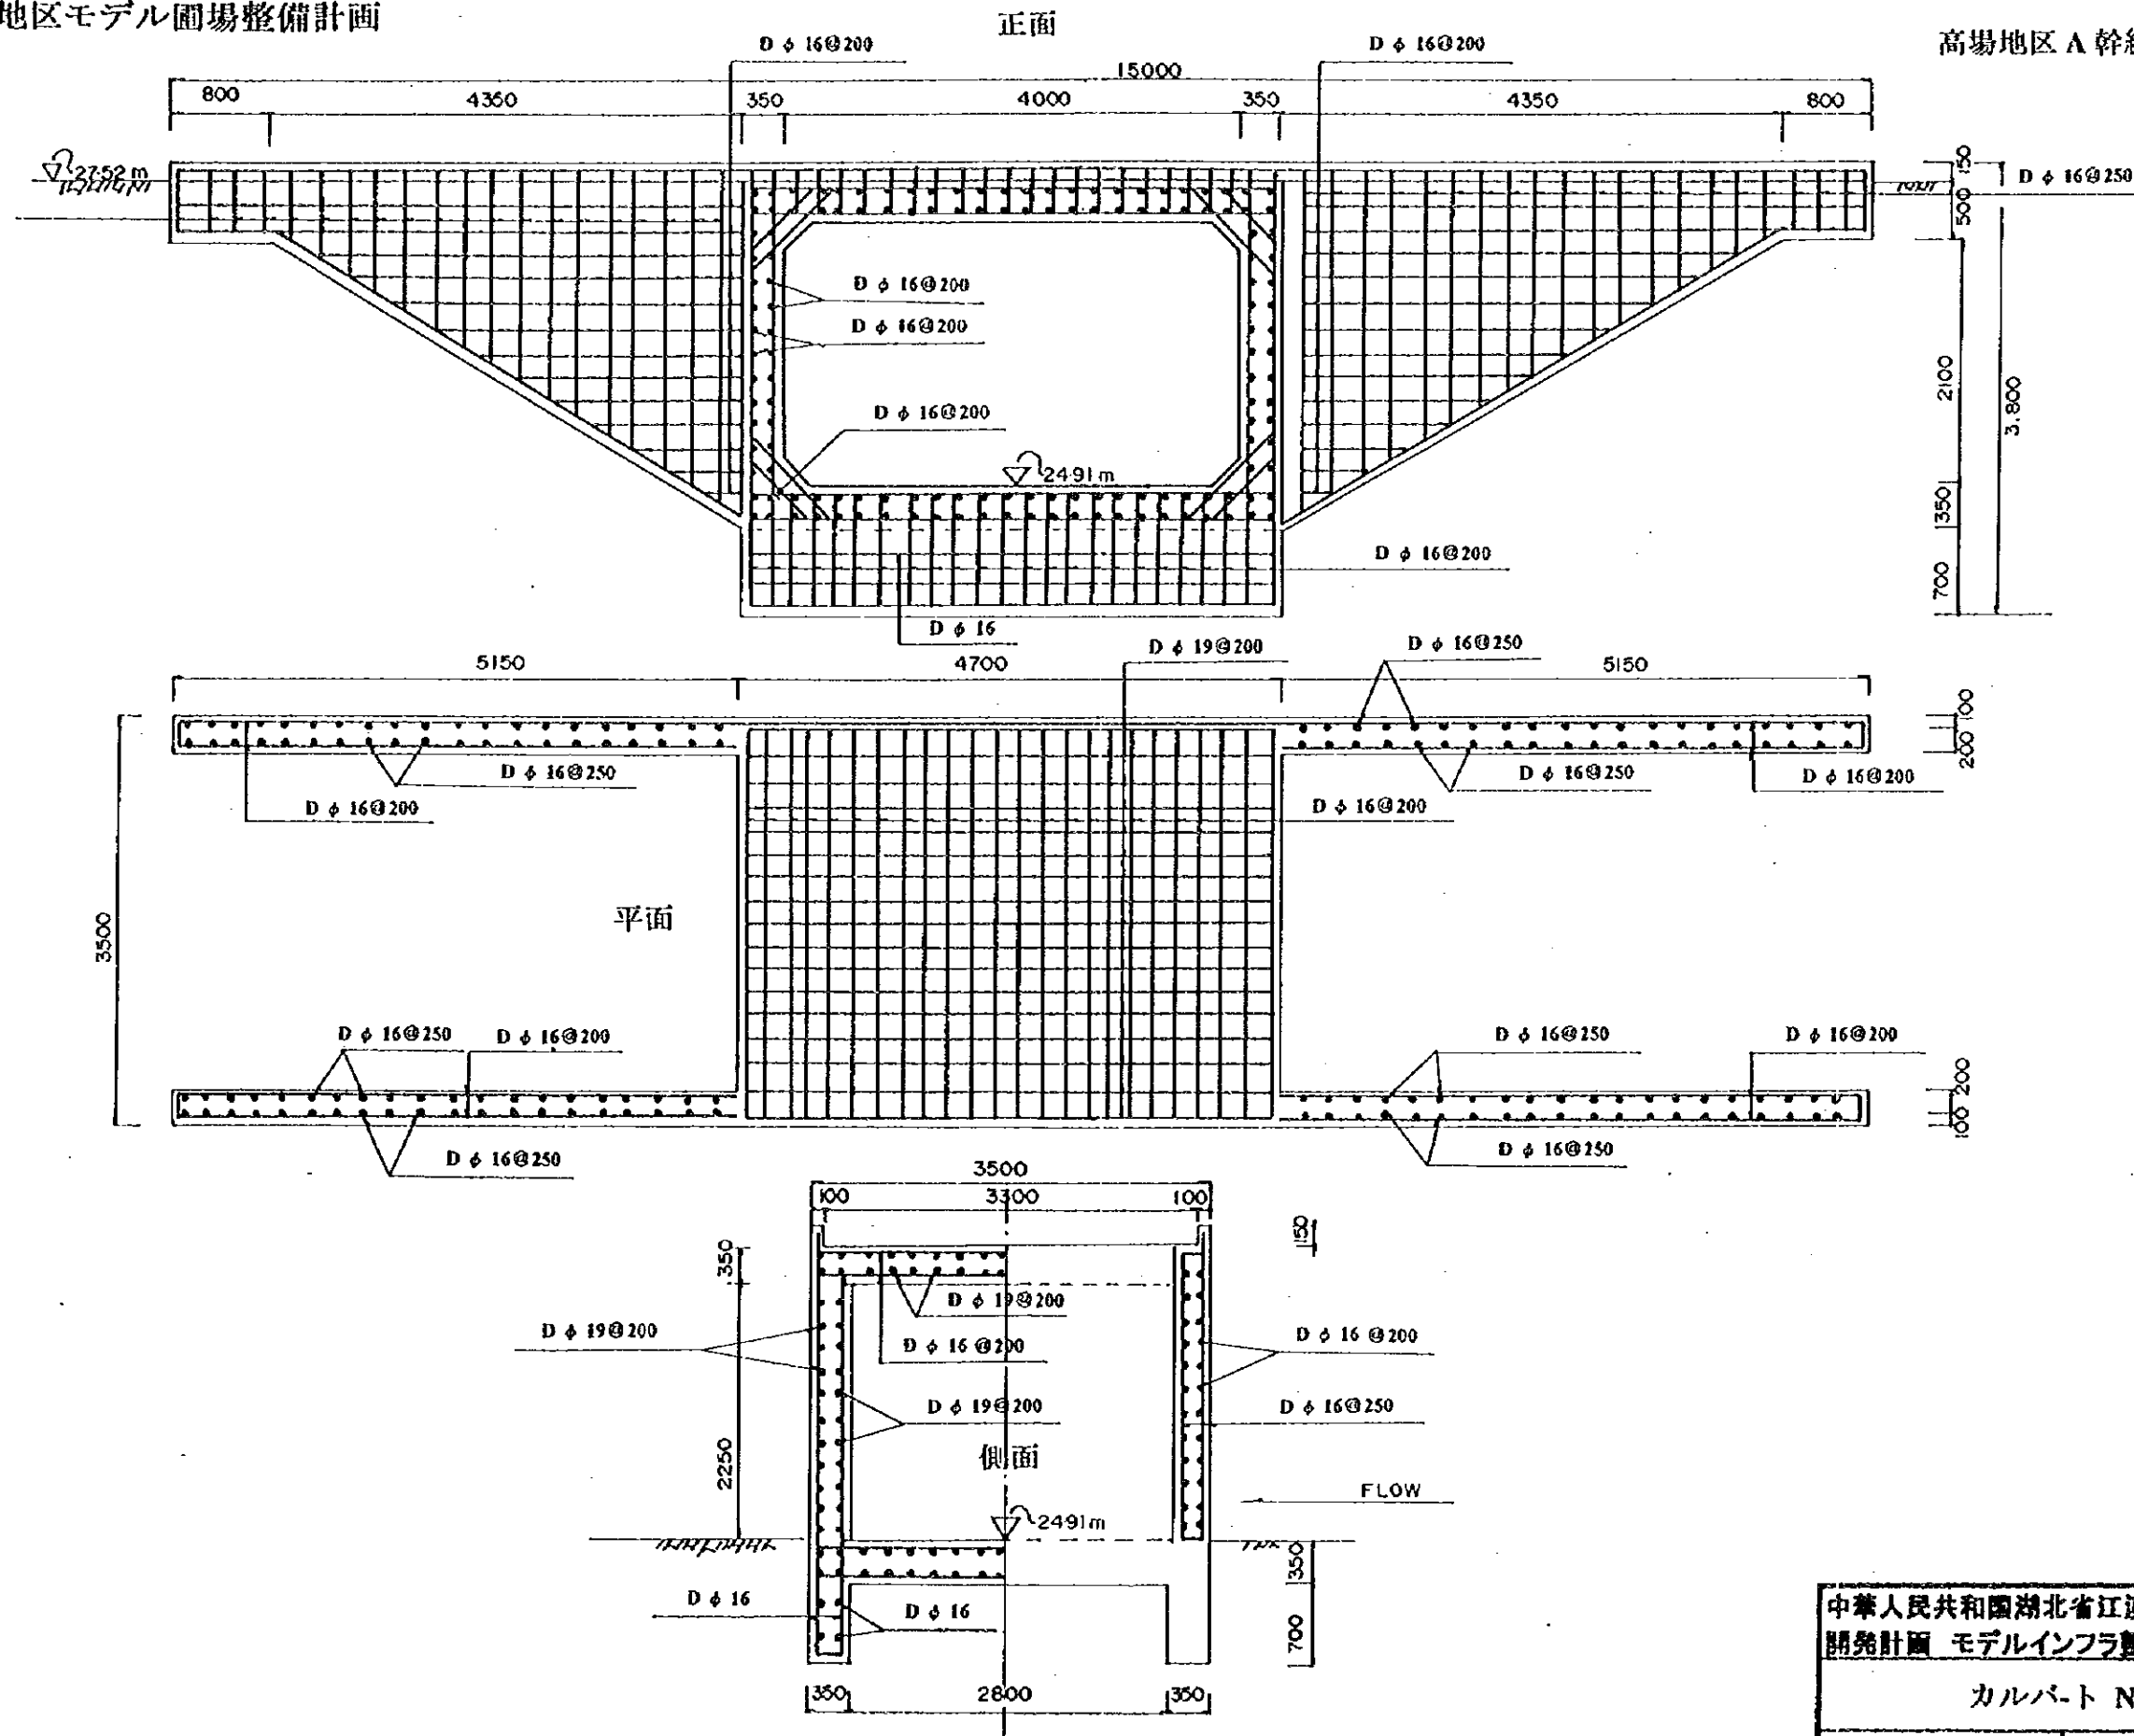 地区モデル圃場整備計画
正面
高場地区 A 幹
D φ 16@200
D φ 16@200
15000
800
4350
350
4000
350
4350
800
27.52 m
150
D φ 16@250
500
D φ 16@200
D φ 16@200
2100
3.800
D φ 16@200
24.91 m
350
D φ 16@200
700
D φ 16
D φ 19@200
D φ 16@250
5150
4700
5150
100
D φ 16@250
D φ 16@250
D φ 16@200
200
D φ 16@200
D φ 16@200
3500
平面
D φ 16@250
D φ 16@200
D φ 16@250
D φ 16@200
200
100
D φ 16@250
D φ 16@250
3500
100
3300
100
150
350
D φ 19@200
D φ 19@200
D φ 16 @200
D φ 16 @200
D φ 19@200
D φ 16@250
側面
2250
FLOW
24.91m
350
D φ 16
D φ 16
700
350
2800
350
中華人民共和国湖北省江
開発計画 モデルインフラ
カルバート N